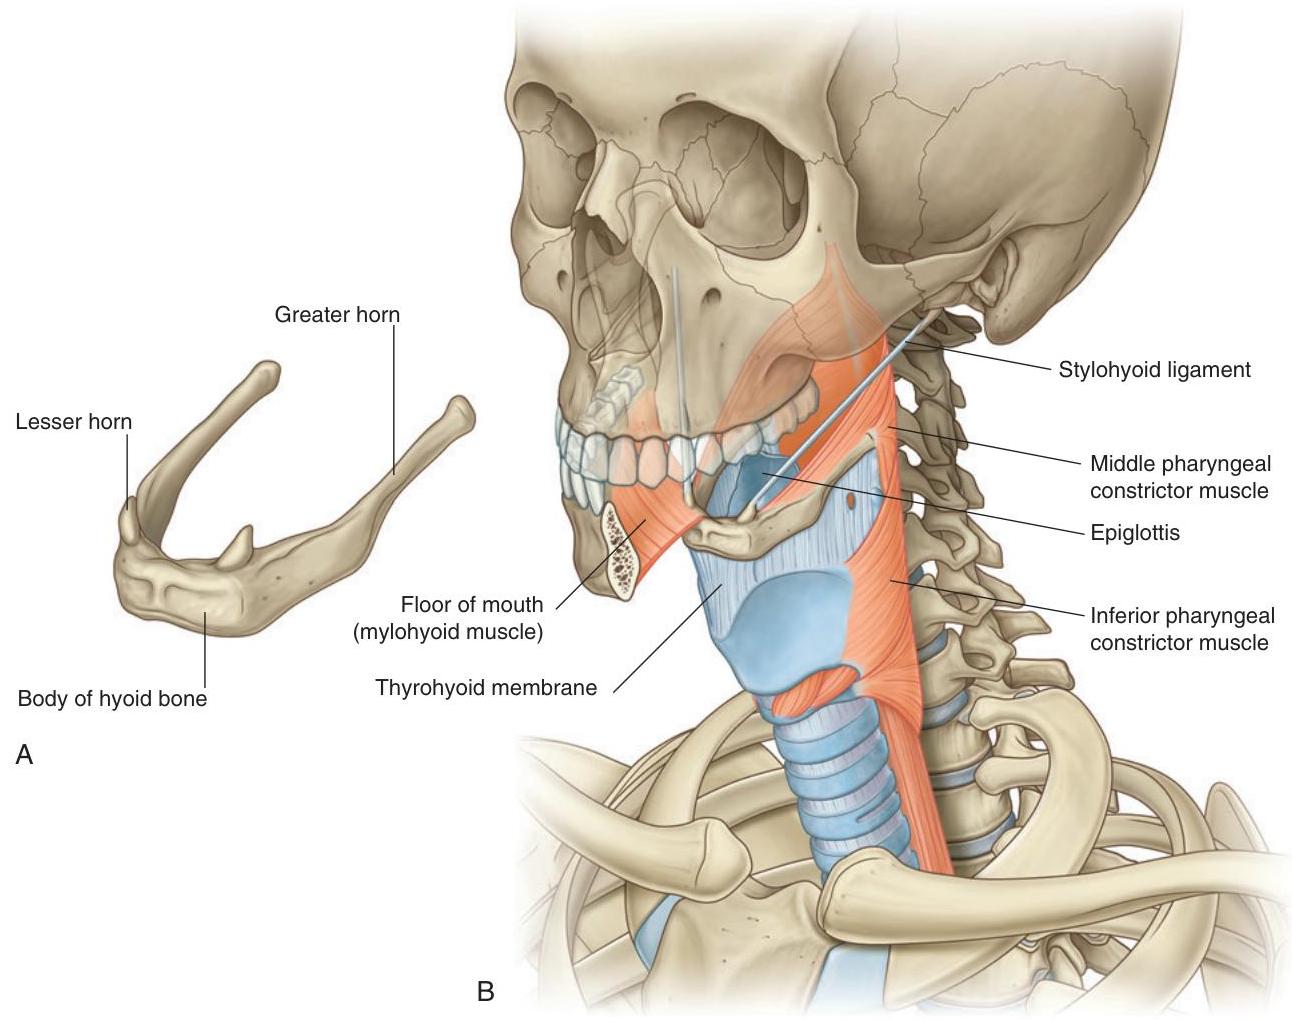 Greater horn
Lesser horn
Body of hyoid bone
A
Stylohyoid ligament
Middle pharyngeal
constrictor muscle
Epiglottis
Floor of mouth
(mylohyoid muscle)
Inferior pharyngeal
constrictor muscle
Thyrohyoid membrane
B